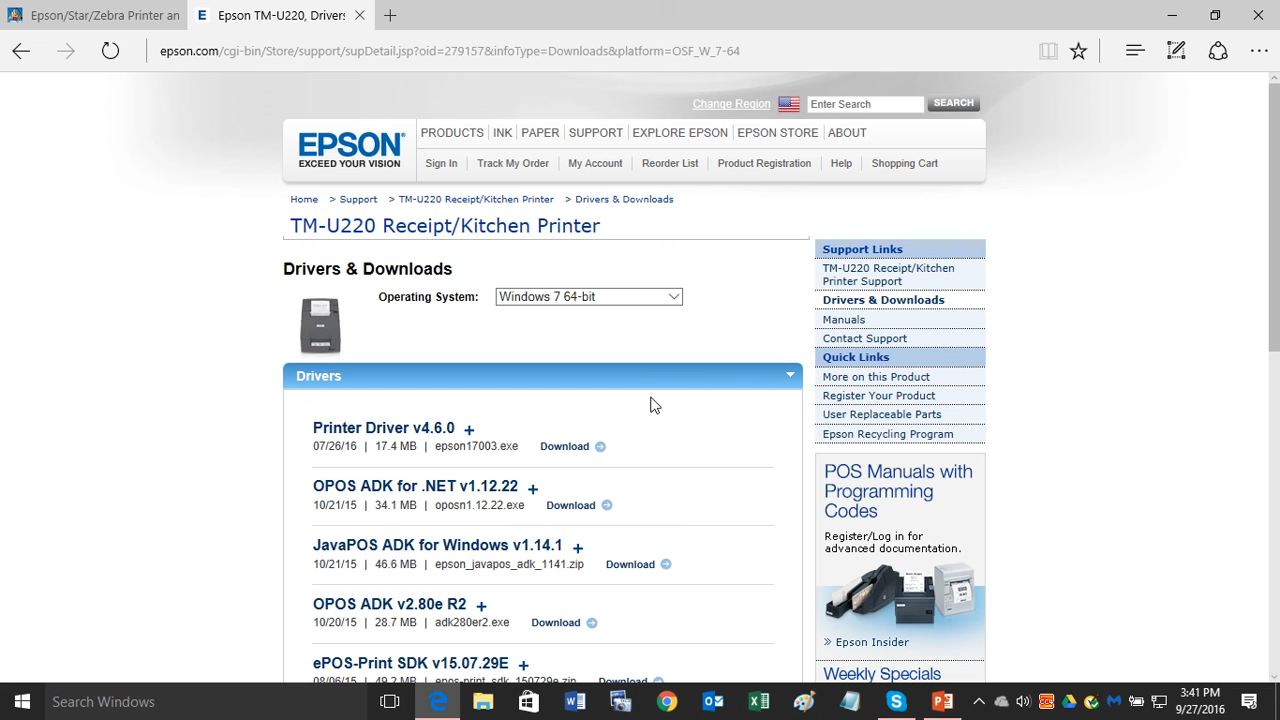 Epson/Star/Zebra Printer an
E Epson TM-U220, Drivers
epson.com/cgi-bin/Store/support/supDetail.jsp?oid=279157&infoType=Downloads&platform=OSF_W_7-64
Change Region Enter Search SEARCH
EPSON
EXCEED YOUR VISION
PRODUCTS INK PAPER SUPPORT EXPLORE EPSON EPSON STORE ABOUT
Sign In Track My Order My Account Reorder List Product Registration Help Shopping Cart
Home > Support > TM-U220 Receipt/Kitchen Printer > Drivers & Downloads
TM-U220 Receipt/Kitchen Printer
Drivers & Downloads
Operating System: Windows 7 64-bit
Drivers
Printer Driver v4.6.0 +
07/26/16 | 17.4 MB | epson17003.exe Download
OPOS ADK for .NET v1.12.22 +
10/21/15 | 34.1 MB | oposn1.12.22.exe Download
JavaPOS ADK for Windows v1.14.1 +
10/21/15 | 46.6 MB | epson_javapos_adk_1141.zip Download
OPOS ADK v2.80e R2 +
10/20/15 | 28.7 MB | adk280er2.exe Download
ePOS-Print SDK v15.07.29E +
08/06/15 | 49.2 MB | epos-print_sdk_150729e.zip Download
Support Links
TM-U220 Receipt/Kitchen
Printer Support
Drivers & Downloads
Manuals
Contact Support
Quick Links
More on this Product
Register Your Product
User Replaceable Parts
Epson Recycling Program
POS Manuals with
Programming
Codes
Register/Log in for
advanced documentation.
» Epson Insider
Weekly Specials
Search Windows
3:41 PM
9/27/2016